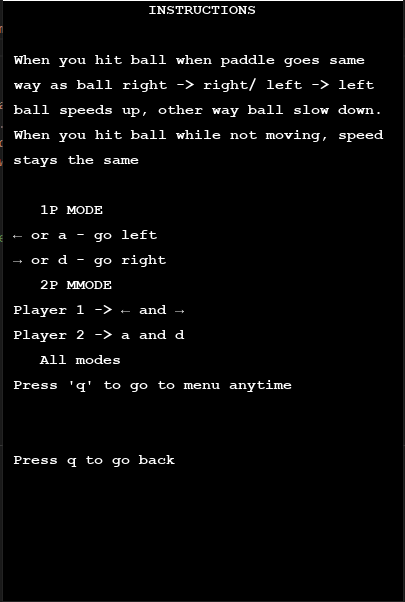 INSTRUCTIONS
When you hit ball when paddle goes same
way as ball right -> right/ left -> left
ball speeds up, other way ball slow down.
When you hit ball while not moving, speed
stays the same
1P MODE
← or a - go left
→ or d - go right
2P MMODE
Player 1 -> ← and →
Player 2 -> a and d
All modes
Press 'q' to go to menu anytime
Press q to go back